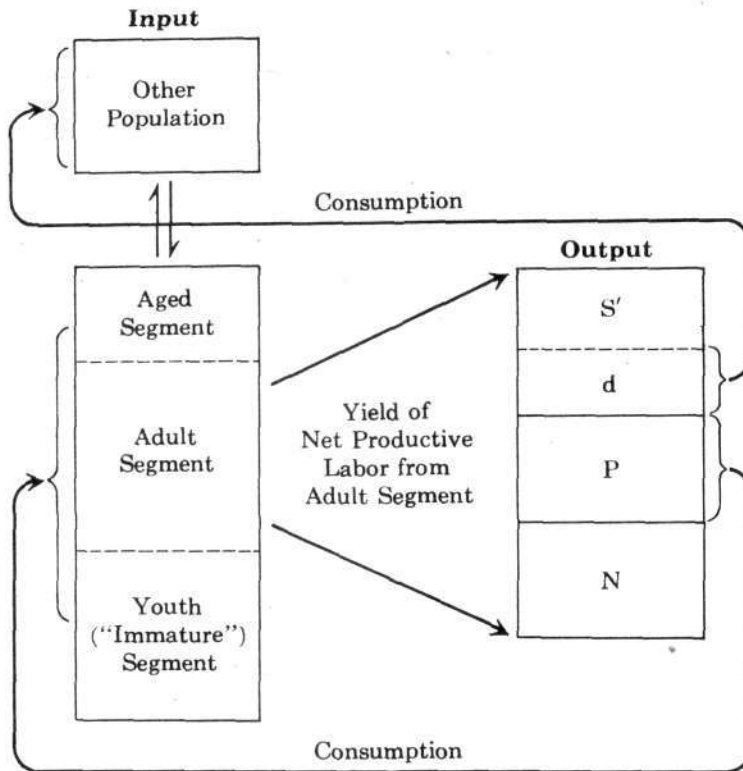 Input
Other
Population
Consumption
Output
Aged
Segment
S′
d
Adult
Segment
Yield of
Net Productive
Labor from
Adult Segment
P
N
Youth
(“Immature”)
Segment
Consumption